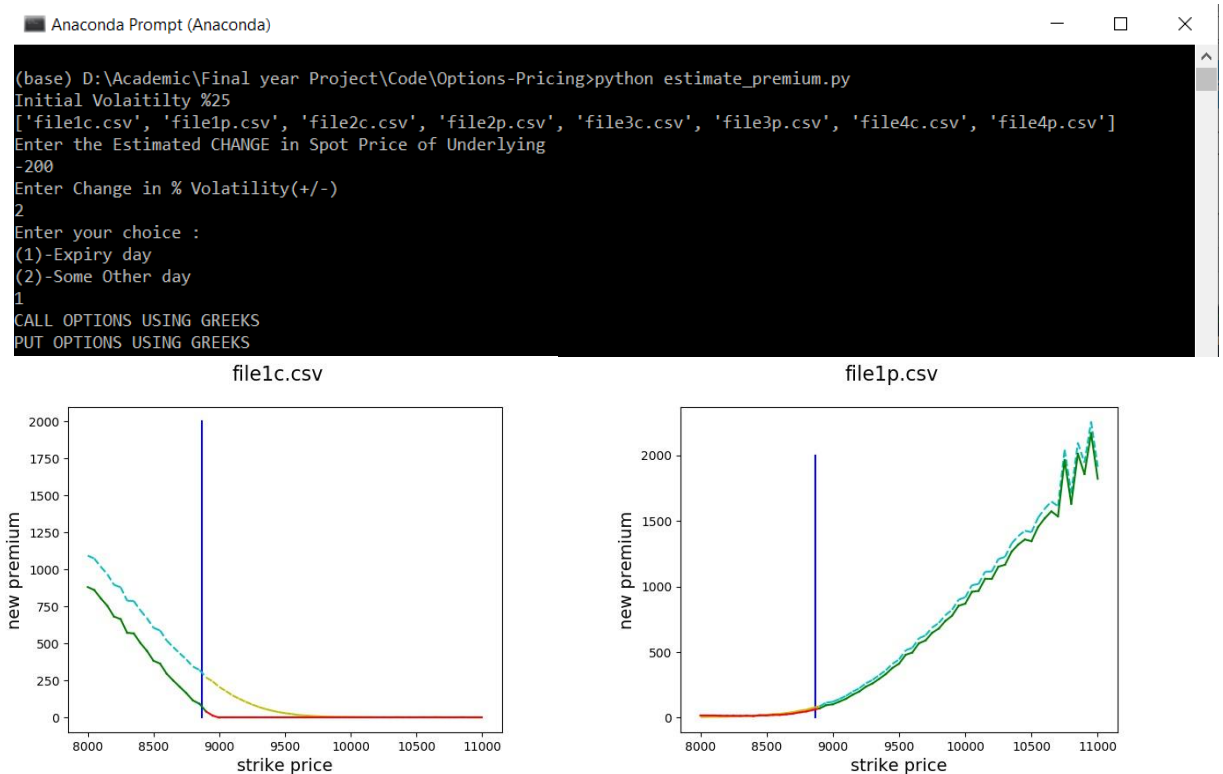 Anaconda Prompt (Anaconda)
(base) D:\Academic\Final year Project\Code\Options-Pricing>python estimate_premium.py
Initial Volaitilty %25
['file1c.csv', 'file1p.csv', 'file2c.csv', 'file2p.csv', 'file3c.csv', 'file3p.csv', 'file4c.csv', 'file4p.csv']
Enter the Estimated CHANGE in Spot Price of Underlying
-200
Enter Change in % Volatility(+/-)
2
Enter your choice :
(1)-Expiry day
(2)-Some Other day
1
CALL OPTIONS USING GREEKS
PUT OPTIONS USING GREEKS
file1c.csv
new premium
2000
1750
1500
1250
1000
750
500
250
0
8000 8500 9000 9500 10000 10500 11000
strike price
file1p.csv
new premium
2000
1500
1000
500
0
8000 8500 9000 9500 10000 10500 11000
strike price